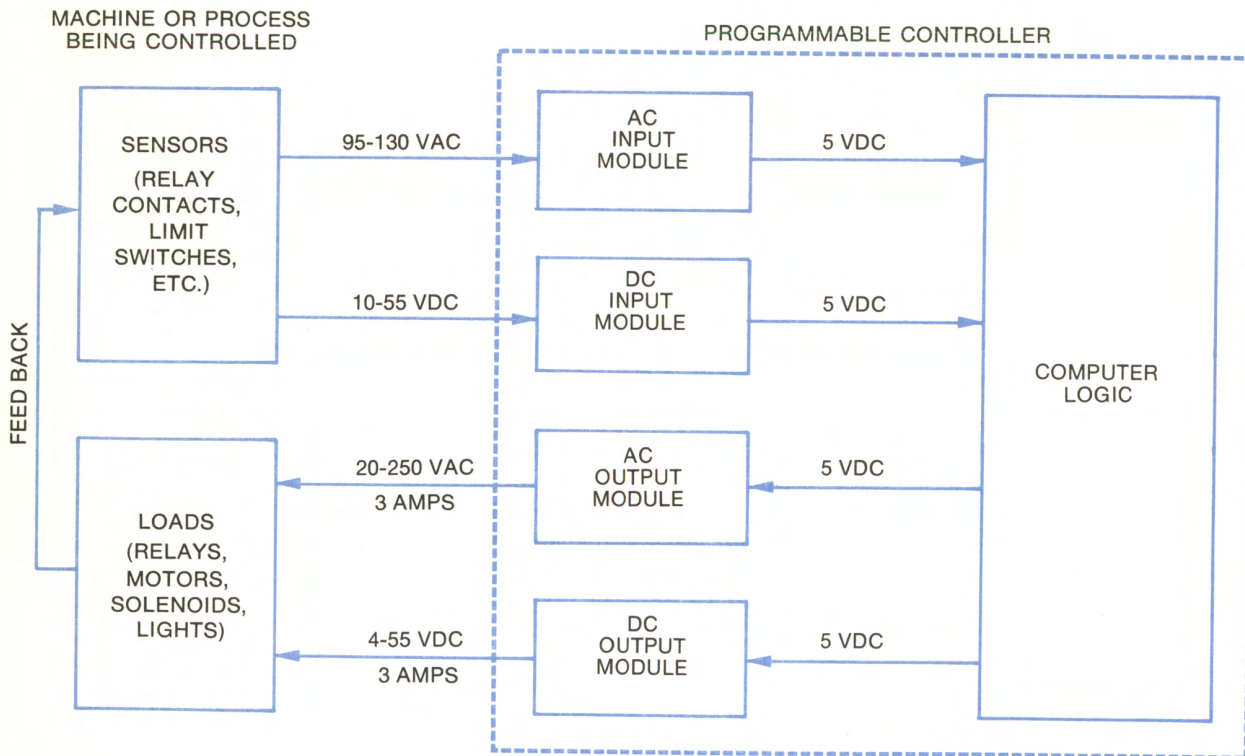 MACHINE OR PROCESS
BEING CONTROLLED
PROGRAMMABLE CONTROLLER
SENSORS
(RELAY
CONTACTS,
LIMIT
SWITCHES,
ETC.)
95-130 VAC
AC
INPUT
MODULE
5 VDC
10-55 VDC
DC
INPUT
MODULE
5 VDC
COMPUTER
LOGIC
FEED BACK
LOADS
(RELAYS,
MOTORS,
SOLENOIDS,
LIGHTS)
20-250 VAC
3 AMPS
AC
OUTPUT
MODULE
5 VDC
4-55 VDC
3 AMPS
DC
OUTPUT
MODULE
5 VDC